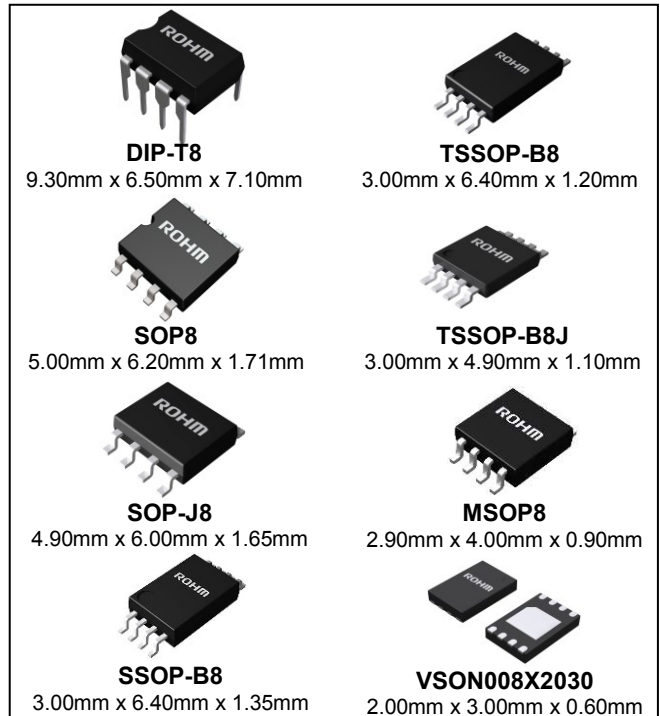 ROHM
DIP-T8
9.30mm x 6.50mm x 7.10mm
ROHM
TSSOP-B8
3.00mm x 6.40mm x 1.20mm
ROHM
SOP8
5.00mm x 6.20mm x 1.71mm
ROHM
TSSOP-B8J
3.00mm x 4.90mm x 1.10mm
ROHM
SOP-J8
4.90mm x 6.00mm x 1.65mm
ROHM
MSOP8
2.90mm x 4.00mm x 0.90mm
ROHM
SSOP-B8
3.00mm x 6.40mm x 1.35mm
ROHM
VSON008X2030
2.00mm x 3.00mm x 0.60mm